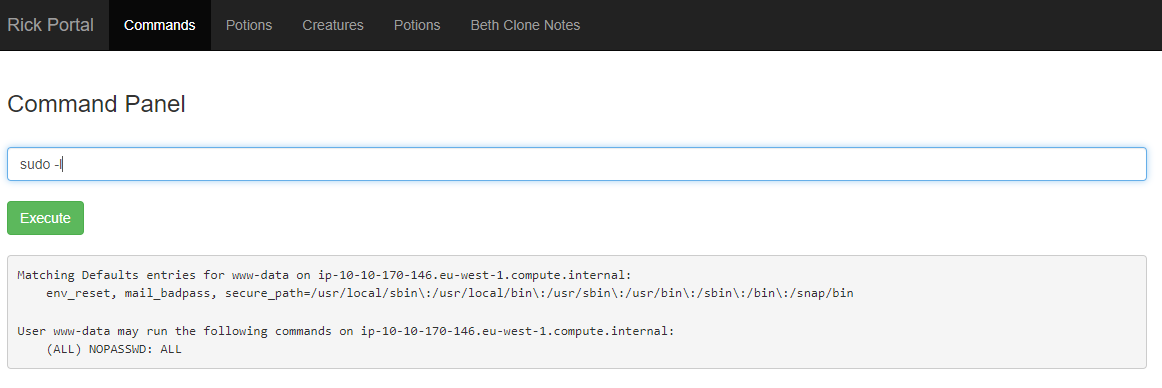 Rick Portal Commands Potions Creatures Potions Beth Clone Notes
Command Panel
sudo -l
Execute
Matching Defaults entries for www-data on ip-10-10-170-146.eu-west-1.compute.internal:
    env_reset, mail_badpass, secure_path=/usr/local/sbin\:/usr/local/bin\:/usr/sbin\:/usr/bin\:/sbin\:/bin\:/snap/bin
User www-data may run the following commands on ip-10-10-170-146.eu-west-1.compute.internal:
    (ALL) NOPASSWD: ALL